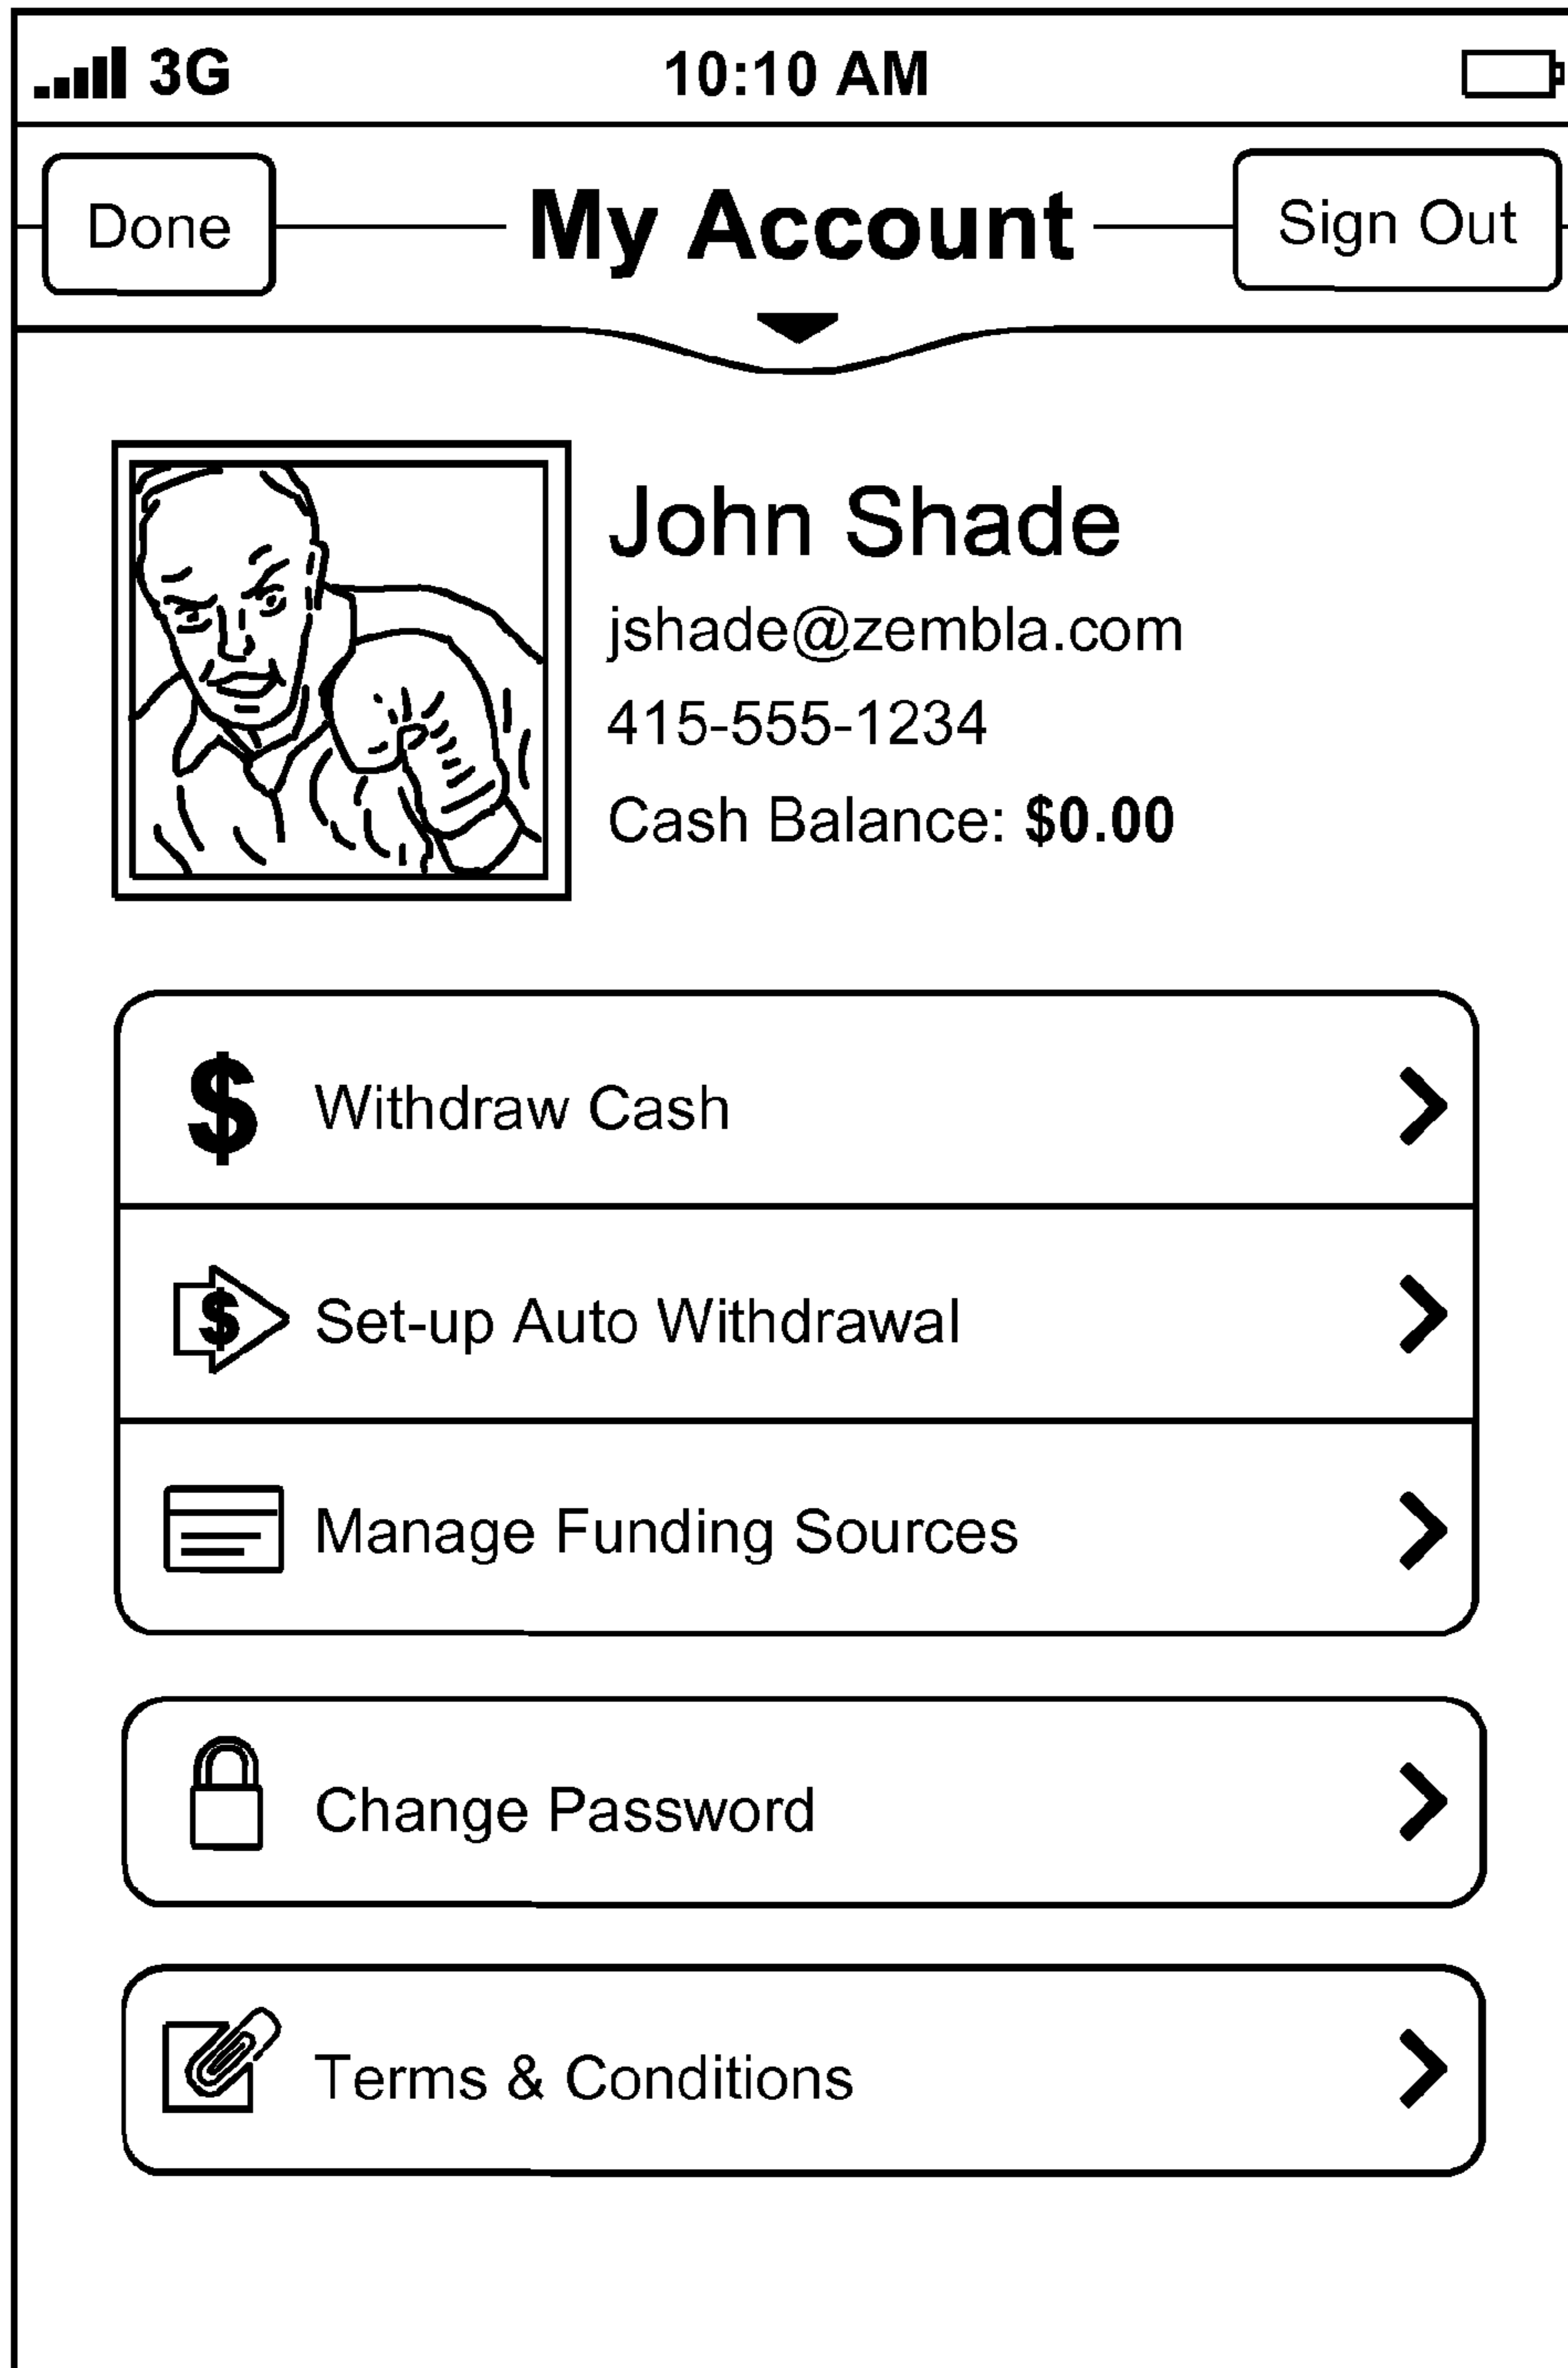 3G 10:10 AM
Done My Account Sign Out
John Shade
jshade@zembla.com
415-555-1234
Cash Balance: $0.00
$ Withdraw Cash
$ Set-up Auto Withdrawal
Manage Funding Sources
Change Password
Terms & Conditions